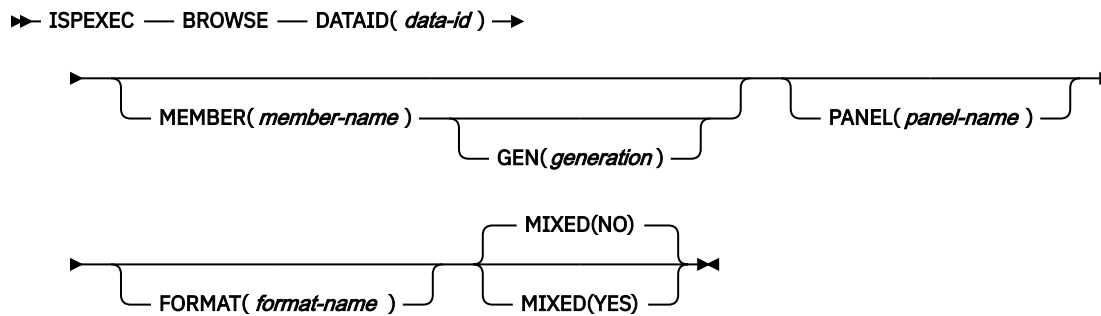 ISPEXEC BROWSE DATAID( data-id )
MEMBER( member-name ) PANEL( panel-name )
GEN( generation )
MIXED(NO)
FORMAT( format-name ) MIXED(YES)